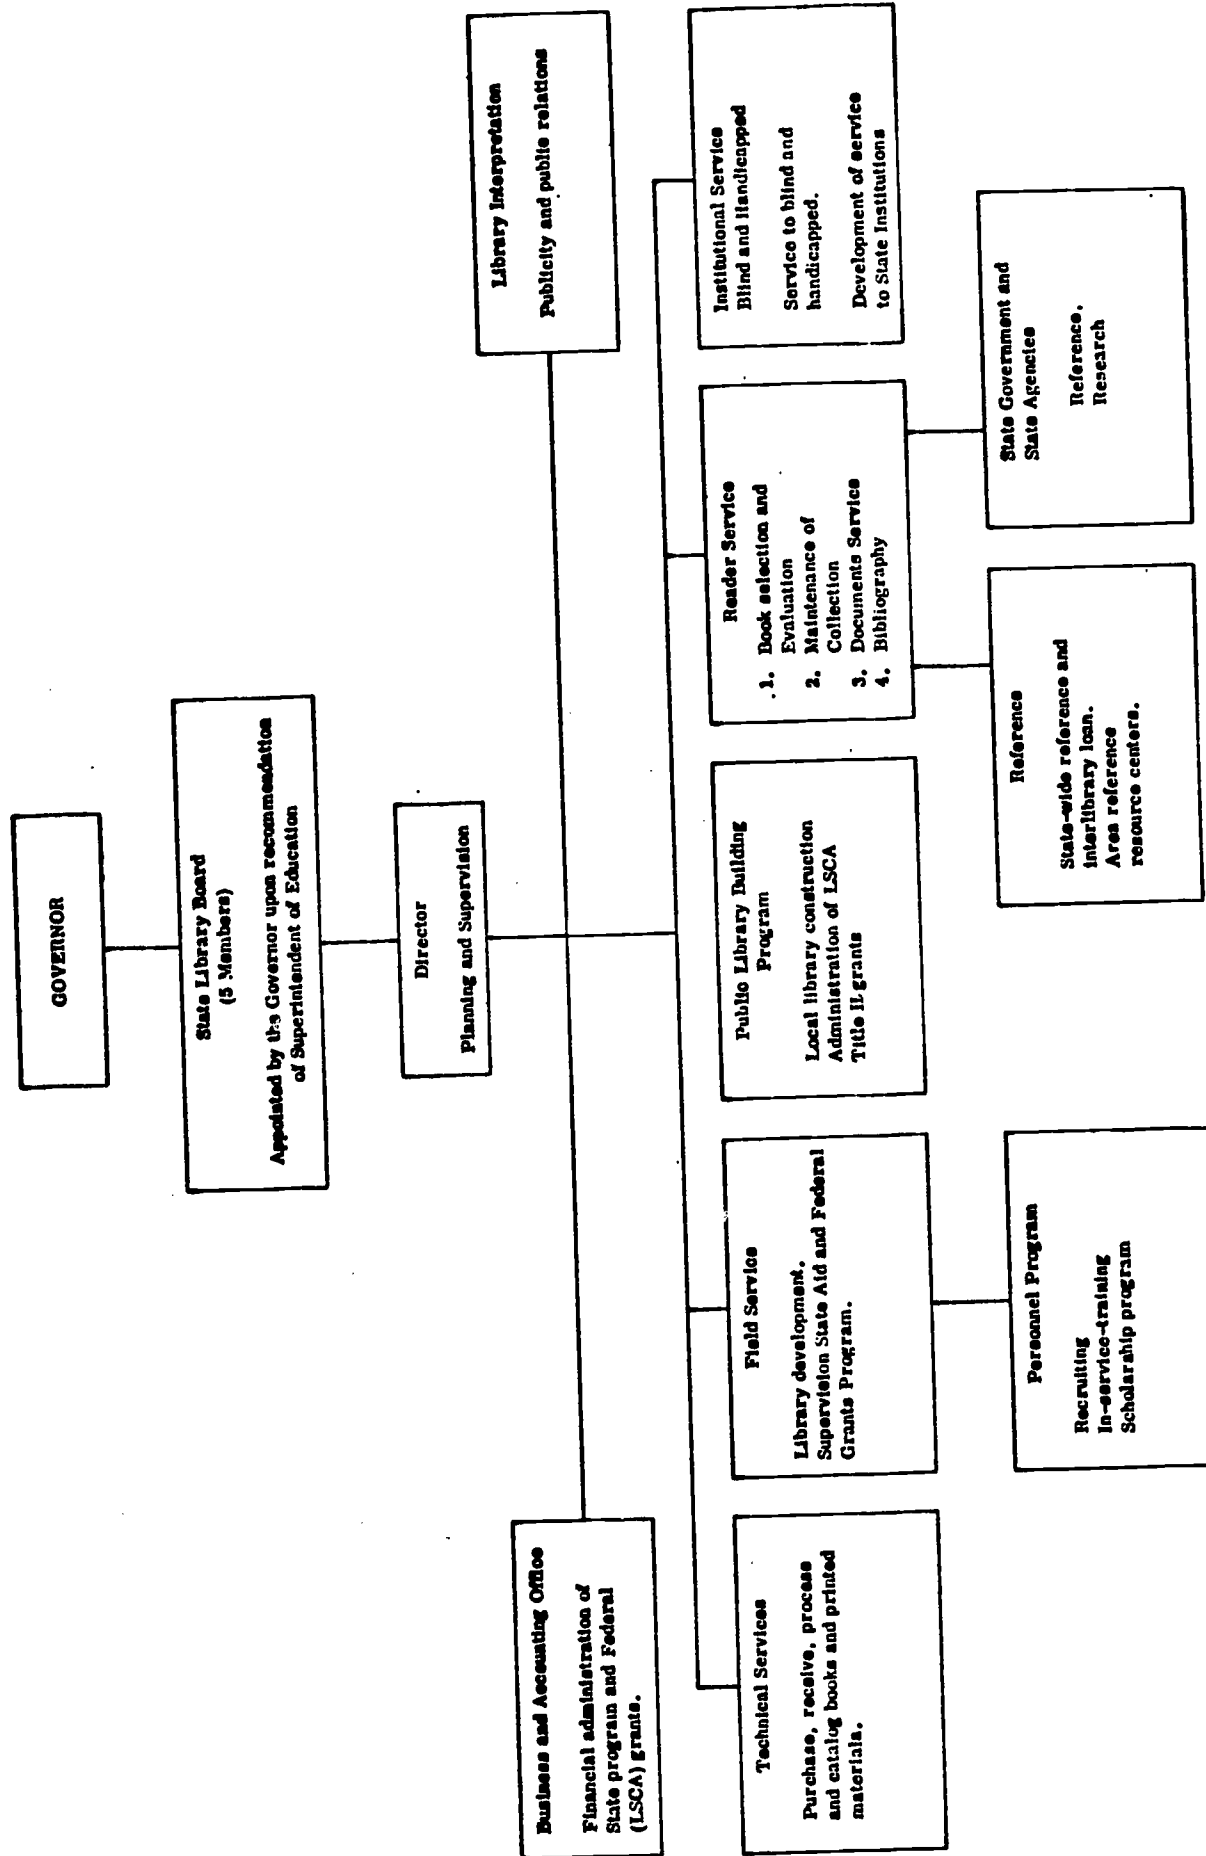 GOVERNOR
State Library Board
(5 Members)
Appointed by the Governor upon recommendation
of Superintendent of Education
Director
Planning and Supervision
Business and Accounting Office
Financial administration of
State program and Federal
(LSCA) grants.
Library Interpretation
Publicity and public relations
Technical Services
Purchase, receive, process
and catalog books and printed
materials.
Field Service
Library development.
Supervision State Aid and Federal
Grants Program.
Public Library Building
Program
Local library construction
Administration of LSCA
Title II grants
Reader Service
1. Book selection and
Evaluation
2. Maintenance of
Collection
3. Documents Service
4. Bibliography
Institutional Service
Blind and Handicapped
Service to blind and
handicapped.
Development of service
to State Institutions
Personnel Program
Recruiting
In-service-training
Scholarship program
Reference
State-wide reference and
interlibrary loan.
Area reference
resource centers.
State Government and
State Agencies
Reference.
Research